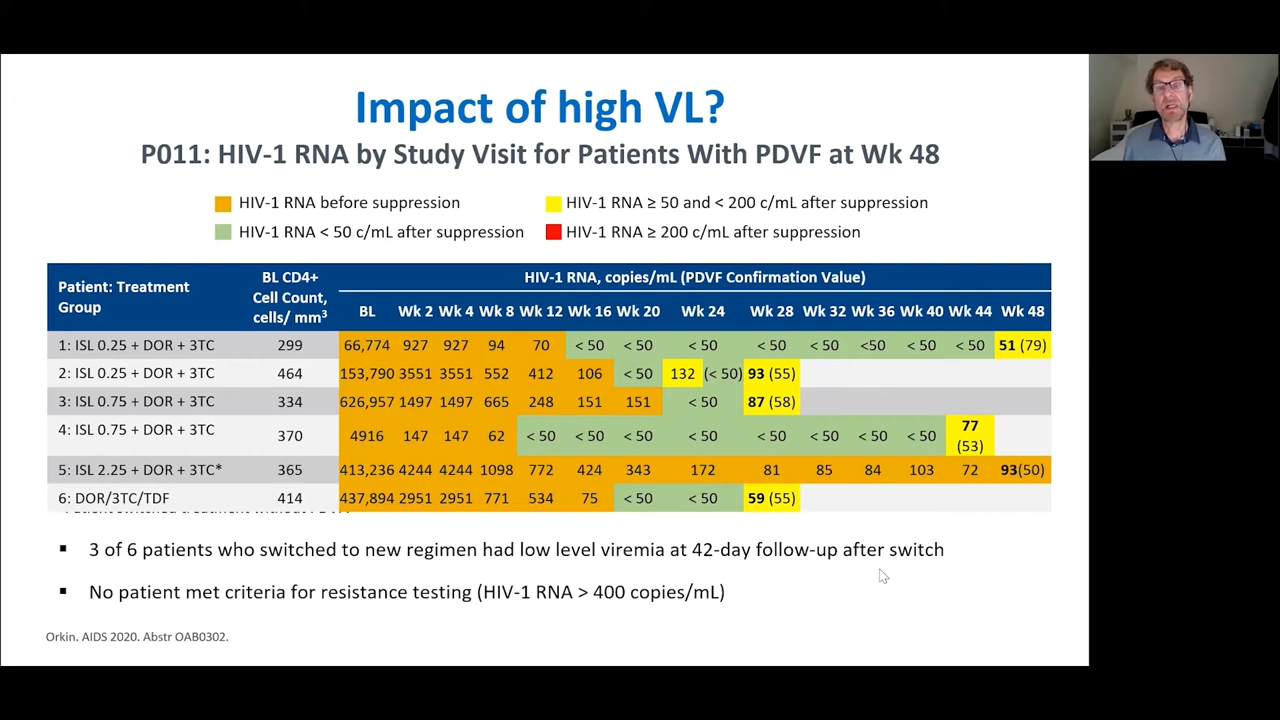 Impact of high VL?
P011: HIV-1 RNA by Study Visit for Patients With PDVF at Wk 48
HIV-1 RNA before suppression
HIV-1 RNA ≥ 50 and < 200 c/mL after suppression
HIV-1 RNA < 50 c/mL after suppression
HIV-1 RNA ≥ 200 c/mL after suppression
Patient: Treatment Group
BL CD4+ Cell Count, cells/ mm³
HIV-1 RNA, copies/mL (PDVF Confirmation Value)
BL Wk 2 Wk 4 Wk 8 Wk 12 Wk 16 Wk 20 Wk 24 Wk 28 Wk 32 Wk 36 Wk 40 Wk 44 Wk 48
1: ISL 0.25 + DOR + 3TC 299 66,774 927 927 94 70 < 50 < 50 < 50 < 50 < 50 <50 < 50 < 50 51 (79)
2: ISL 0.25 + DOR + 3TC 464 153,790 3551 3551 552 412 106 < 50 132 (< 50) 93 (55)
3: ISL 0.75 + DOR + 3TC 334 626,957 1497 1497 665 248 151 151 < 50 87 (58)
4: ISL 0.75 + DOR + 3TC 370 4916 147 147 62 < 50 < 50 < 50 < 50 < 50 < 50 < 50 < 50 77 (53)
5: ISL 2.25 + DOR + 3TC* 365 413,236 4244 4244 1098 772 424 343 172 81 85 84 103 72 93(50)
6: DOR/3TC/TDF 414 437,894 2951 2951 771 534 75 < 50 < 50 59 (55)
▪ 3 of 6 patients who switched to new regimen had low level viremia at 42-day follow-up after switch
▪ No patient met criteria for resistance testing (HIV-1 RNA > 400 copies/mL)
Orkin. AIDS 2020. Abstr OAB0302.